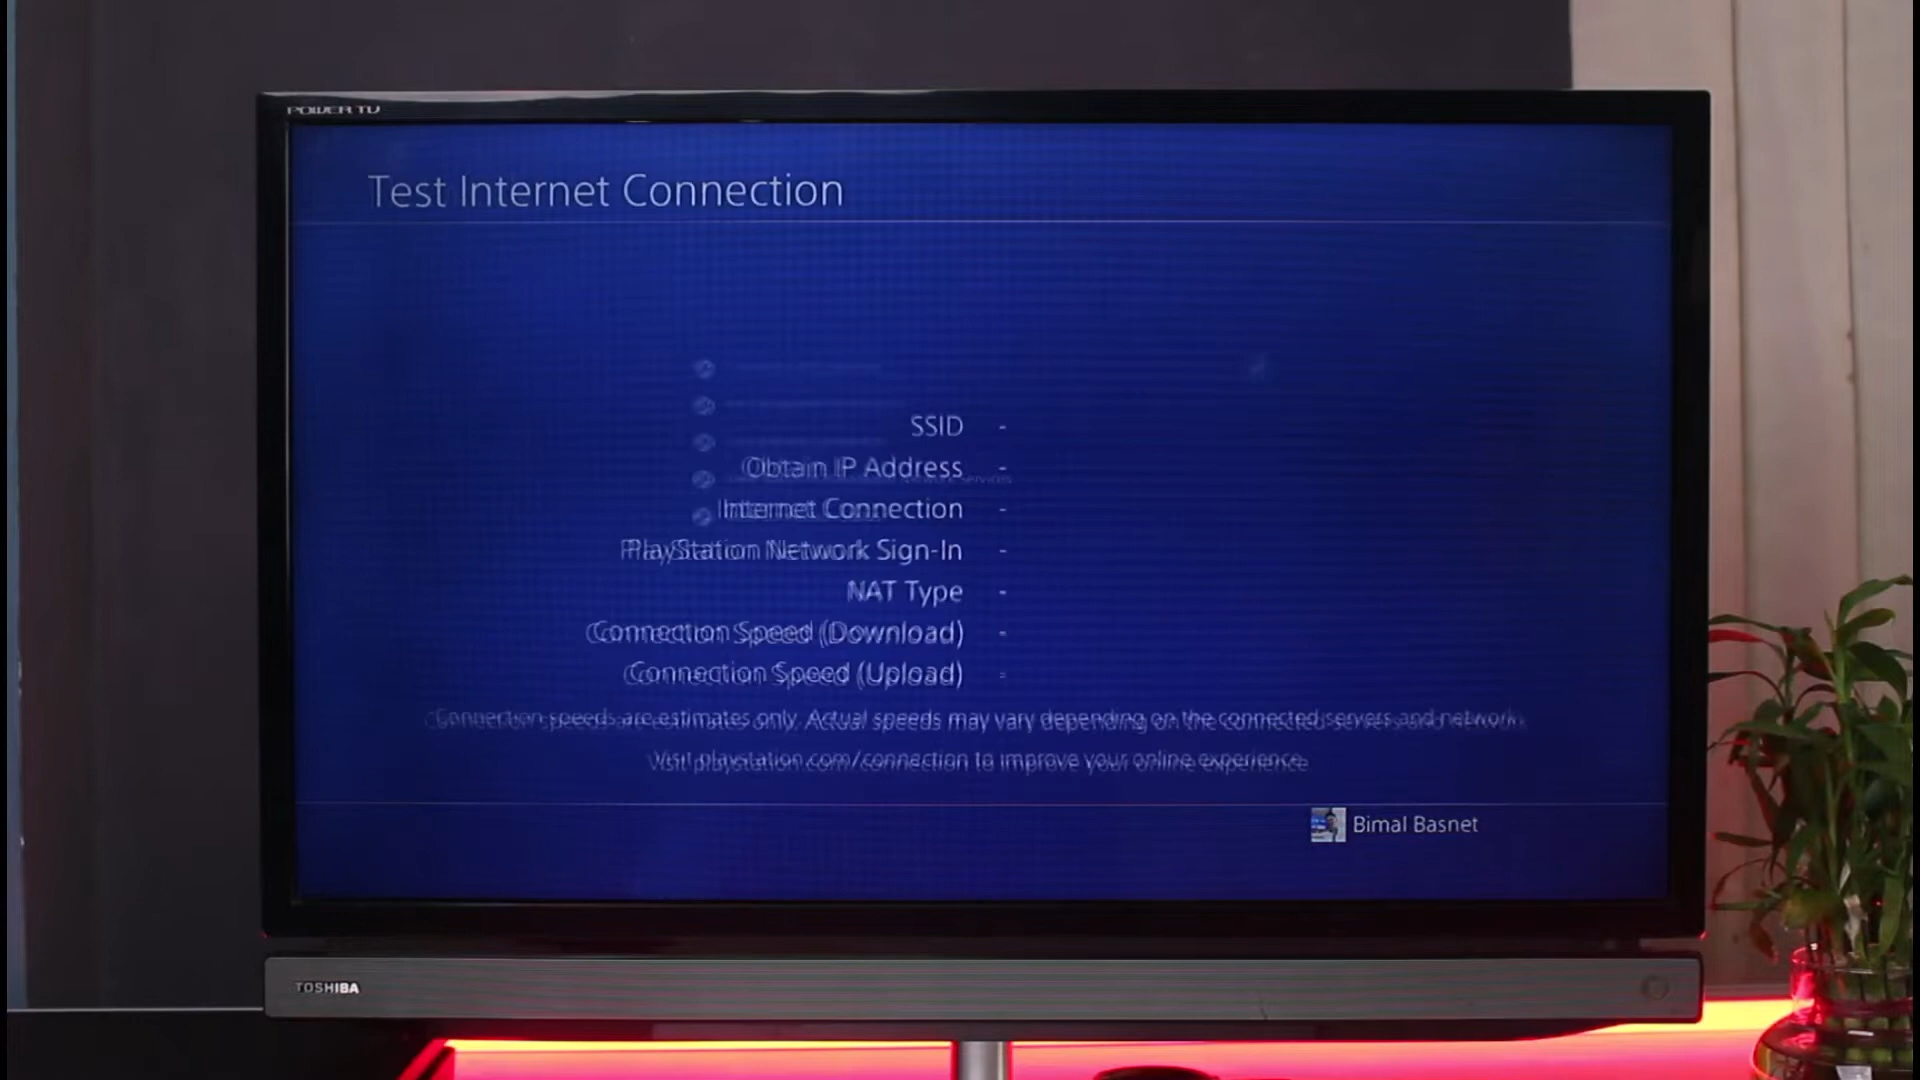 POWER TV
Test Internet Connection
SSID -
Obtain IP Address -
Internet Connection -
PlayStation Network Sign-In -
NAT Type -
Connection Speed (Download) -
Connection Speed (Upload) -
Connection speeds are estimates only. Actual speeds may vary depending on the connected servers and network.
Visit playstation.com/connection to improve your online experience.
Bimal Basnet
TOSHIBA